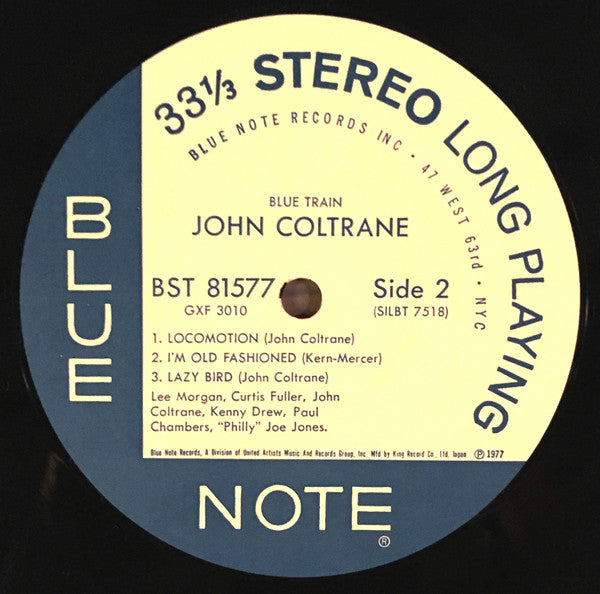 33⅓ STEREO LONG PLAYING
BLUE NOTE RECORDS INC · 47 WEST 63rd · NYC
BLUE TRAIN
JOHN COLTRANE
BST 81577
GXF 3010
Side 2
(SILBT 7518)
1. LOCOMOTION (John Coltrane)
2. I'M OLD FASHIONED (Kern-Mercer)
3. LAZY BIRD (John Coltrane)
Lee Morgan, Curtis Fuller, John
Coltrane, Kenny Drew, Paul
Chambers, "Philly" Joe Jones.
Blue Note Records, A Division of United Artists Music And Records Group, Inc Mfd by King Record Co., Ltd. Japan Ⓟ 1977
BLUE
NOTE®